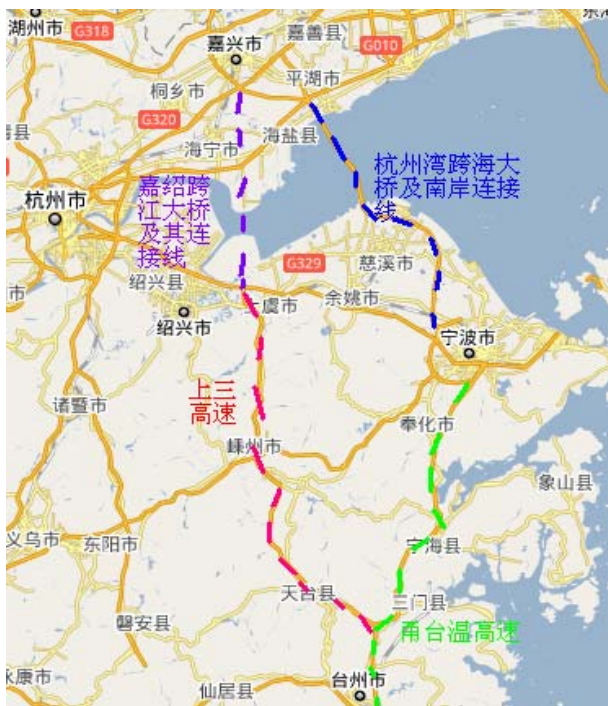 湖州市
G318
嘉兴市
嘉善县
G010
平湖市
桐乡市
G320
海盐县
海宁市
杭州市
嘉绍跨
江大桥
及其连
接线
杭州湾跨海大
桥及南岸连接
线
G329
慈溪市
绍兴县
余姚市
上虞市
绍兴市
宁波市
上三
高速
诸暨市
奉化市
嵊州市
象山县
义乌市
东阳市
宁海县
天台县
三门县
磐安县
甬台温高速
台州市
永康市
仙居县